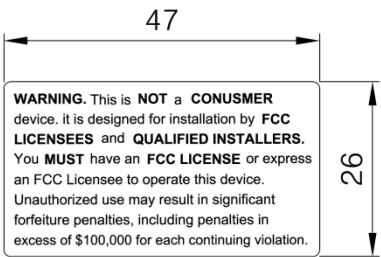 47
WARNING. This is NOT a CONUSMER
device. it is designed for installation by FCC
LICENSEES and QUALIFIED INSTALLERS.
You MUST have an FCC LICENSE or express
an FCC Licensee to operate this device.
Unauthorized use may result in significant
forfeiture penalties, including penalties in
excess of $100,000 for each continuing violation.
26